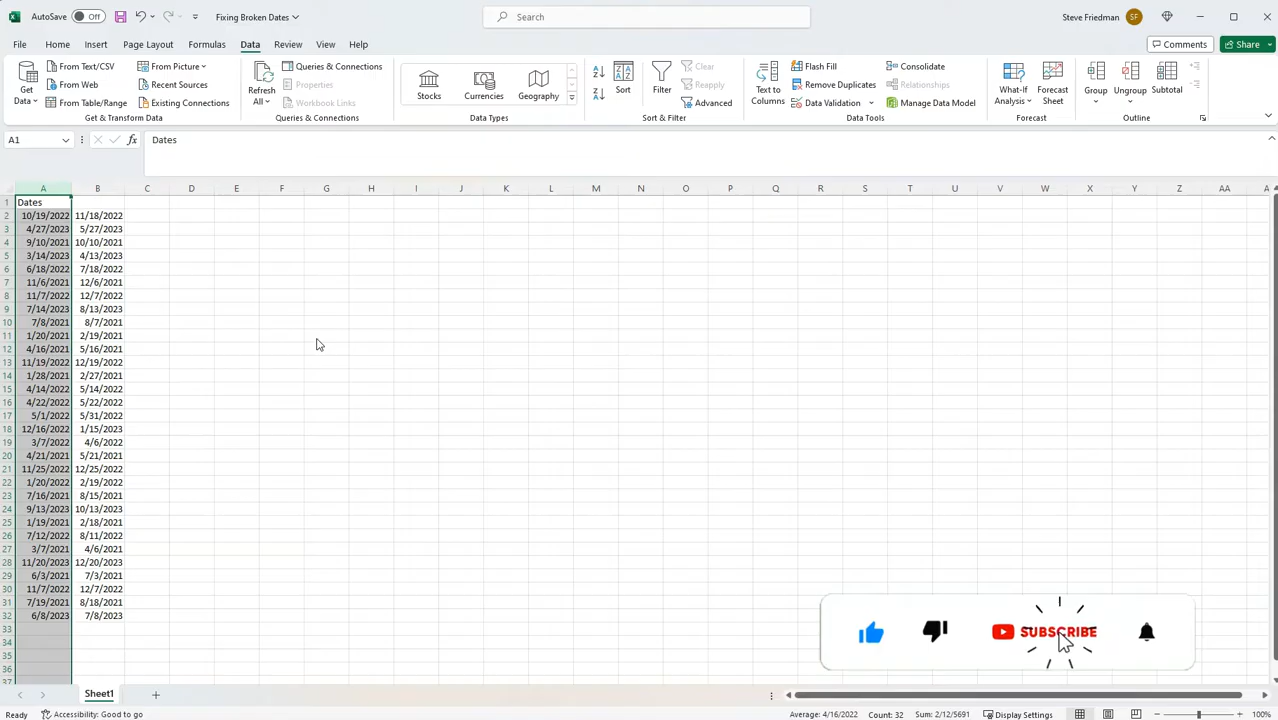 AutoSave Off Fixing Broken Dates Search Steve Friedman SF
File Home Insert Page Layout Formulas Data Review View Help Comments Share
Get Data From Text/CSV From Picture
From Web Recent Sources
From Table/Range Existing Connections
Get & Transform Data
Refresh All Queries & Connections
Properties
Workbook Links
Queries & Connections
Stocks Currencies Geography
Data Types
Sort Filter Clear
Reapply
Advanced
Sort & Filter
Text to Columns Flash Fill Consolidate
Remove Duplicates Relationships
Data Validation Manage Data Model
Data Tools
What-If Analysis Forecast Sheet
Forecast
Group Ungroup Subtotal
Outline
A1 fx Dates
A B C D E F G H I J K L M N O P Q R S T U V W X Y Z AA A
1 Dates
2 10/19/2022 11/18/2022
3 4/27/2023 5/27/2023
4 9/10/2021 10/10/2021
5 3/14/2023 4/13/2023
6 6/18/2022 7/18/2022
7 11/6/2021 12/6/2021
8 11/7/2022 12/7/2022
9 7/14/2023 8/13/2023
10 7/8/2021 8/7/2021
11 1/20/2021 2/19/2021
12 4/16/2021 5/16/2021
13 11/19/2022 12/19/2022
14 1/28/2021 2/27/2021
15 4/14/2022 5/14/2022
16 4/22/2022 5/22/2022
17 5/1/2022 5/31/2022
18 12/16/2022 1/15/2023
19 3/7/2022 4/6/2022
20 4/21/2021 5/21/2021
21 11/25/2022 12/25/2022
22 1/20/2022 2/19/2022
23 7/16/2021 8/15/2021
24 9/13/2023 10/13/2023
25 1/19/2021 2/18/2021
26 7/12/2022 8/11/2022
27 3/7/2021 4/6/2021
28 11/20/2023 12/20/2023
29 6/3/2021 7/3/2021
30 11/7/2022 12/7/2022
31 7/19/2021 8/18/2021
32 6/8/2023 7/8/2023
33
34
35
36
37
SUBSCRIBE
Sheet1
Ready Accessibility: Good to go Average: 4/16/2022 Count: 32 Sum: 2/12/5691 Display Settings 100%